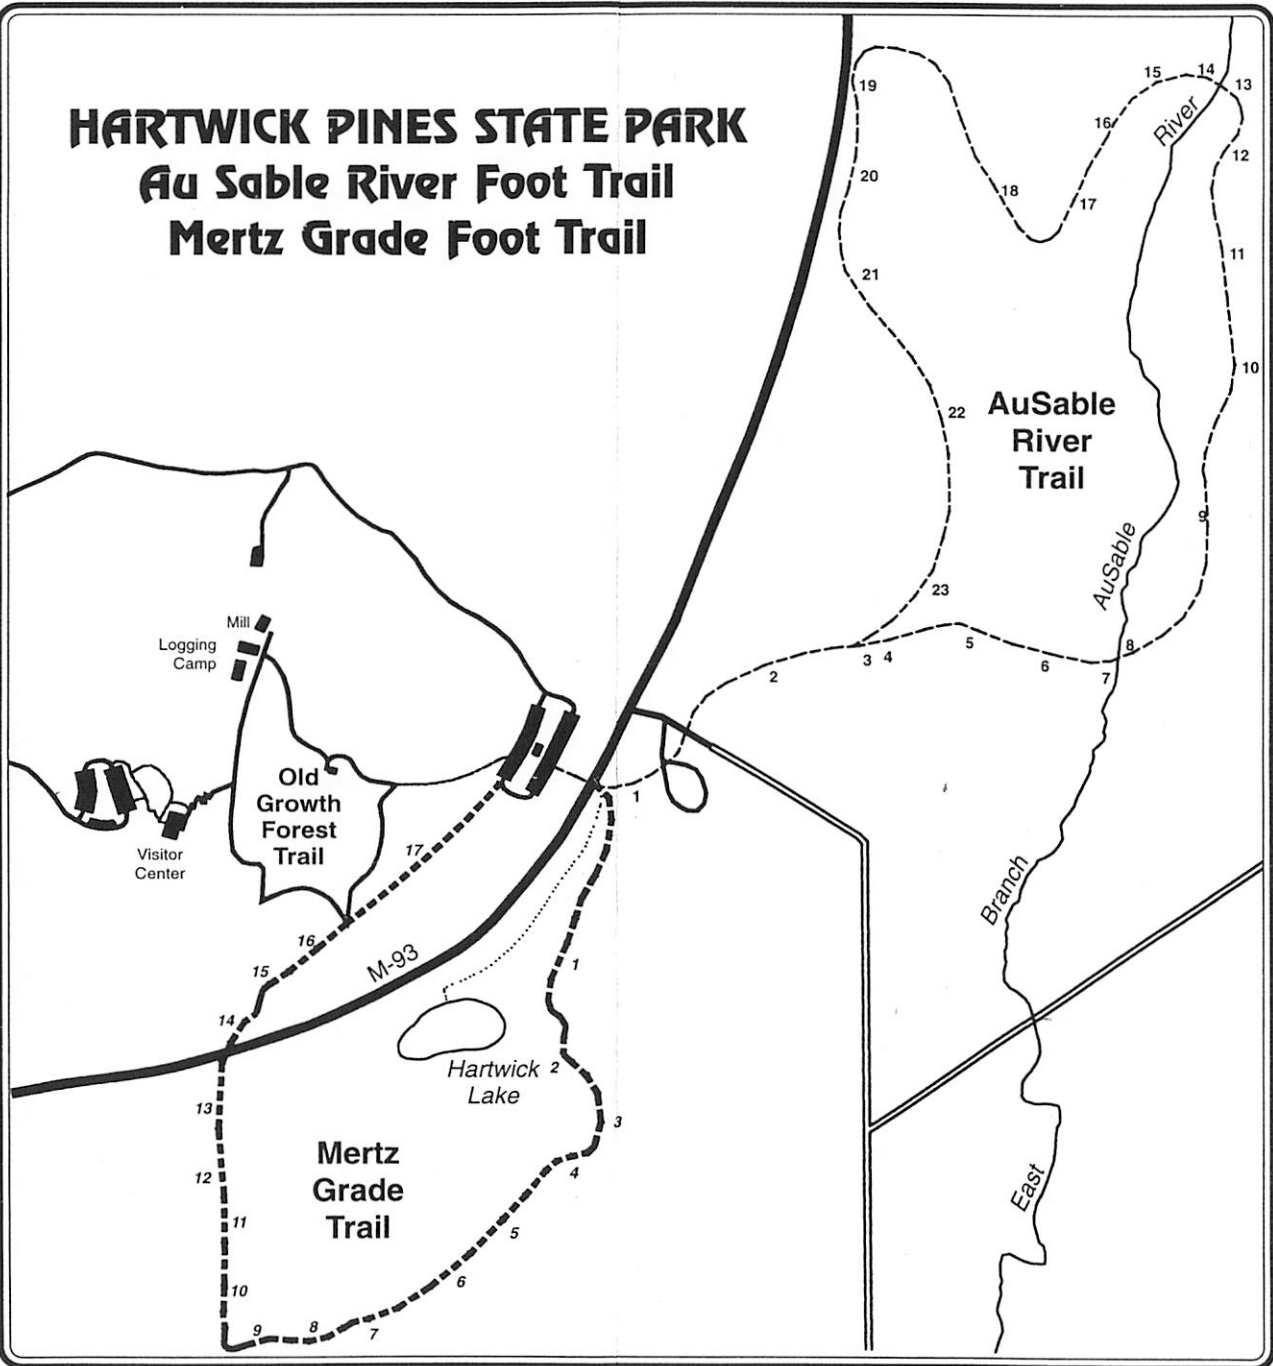 HARTWICK PINES STATE PARK
Au Sable River Foot Trail
Mertz Grade Foot Trail
19
15
14
13
River
16
12
20
18
17
11
21
10
AuSable
River
Trail
22
9
AuSable
23
Mill
Logging
Camp
5
8
3
4
6
7
2
Old
Growth
Forest
Trail
1
Visitor
Center
17
Branch
16
M-93
15
1
14
Hartwick
Lake
2
13
3
Mertz
Grade
Trail
12
4
East
11
5
10
6
9
8
7